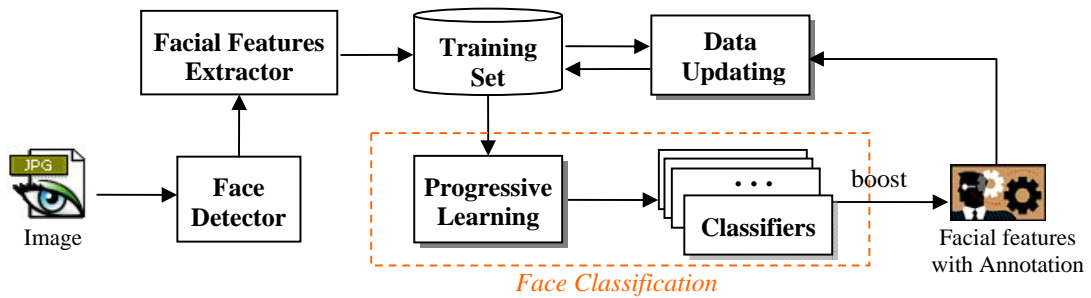 Facial Features
Extractor
Training
Set
Data
Updating
JPG
Image
Face
Detector
Progressive
Learning
...
Classifiers
boost
Facial features
with Annotation
Face Classification